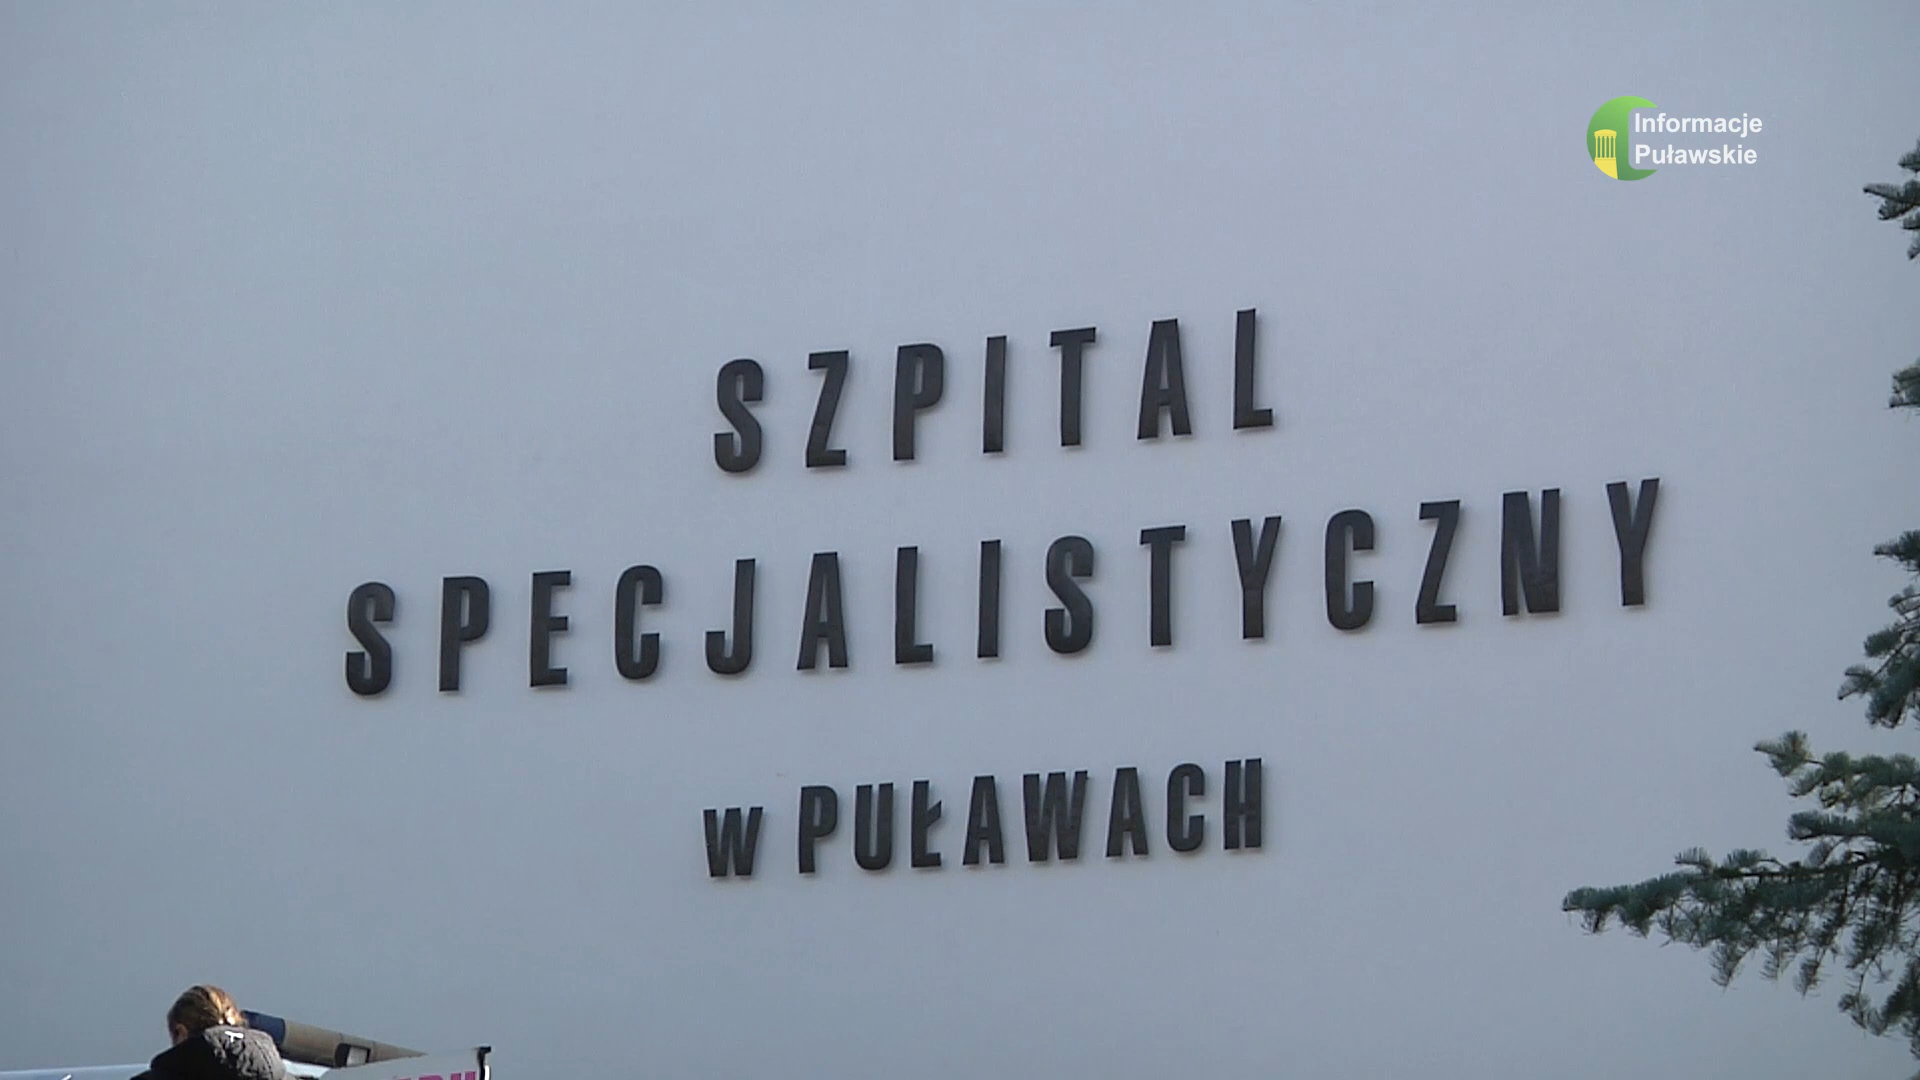 Informacje
Puławskie
SZPITAL
SPECJALISTYCZNY
W PUŁAWACH